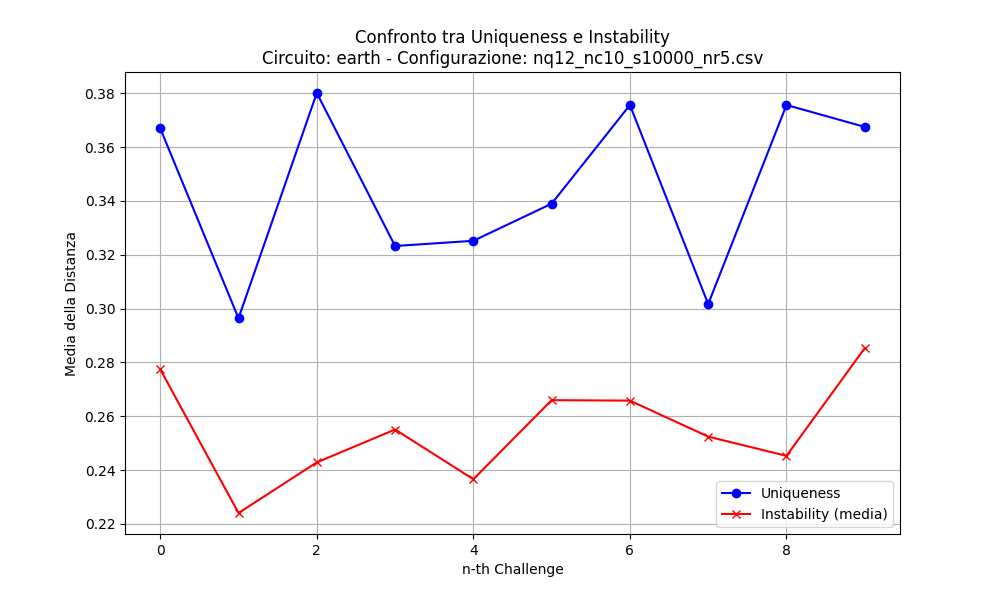 Confronto tra Uniqueness e Instability
Circuito: earth - Configurazione: nq12_nc10_s10000_nr5.csv
Media della Distanza
0.38
0.36
0.34
0.32
0.30
0.28
0.26
0.24
0.22
Uniqueness
Instability (media)
0 2 4 6 8
n-th Challenge